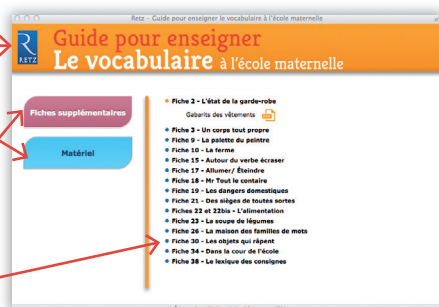 Retz - Guide pour enseigner le vocabulaire à l'école maternelle
RETZ
Guide pour enseigner
Le vocabulaire à l'école maternelle
Fiches supplémentaires
Matériel
Fiche 2 - L'état de la garde-robe
Gabarits des vêtements
Fiche 3 - Un corps tout propre
Fiche 9 - La palette du peintre
Fiche 10 - La ferme
Fiche 15 - Autour du verbe écraser
Fiche 17 - Allumer/ Éteindre
Fiche 18 - Mr Tout le contaire
Fiche 19 - Les dangers domestiques
Fiche 21 - Des sièges de toutes sortes
Fiches 22 et 22bis - L'alimentation
Fiche 23 - La soupe de légumes
Fiche 26 - La maison des familles de mots
Fiche 30 - Les objets qui râpent
Fiche 34 - Dans la cour de l'école
Fiche 38 - Le lexique des consignes